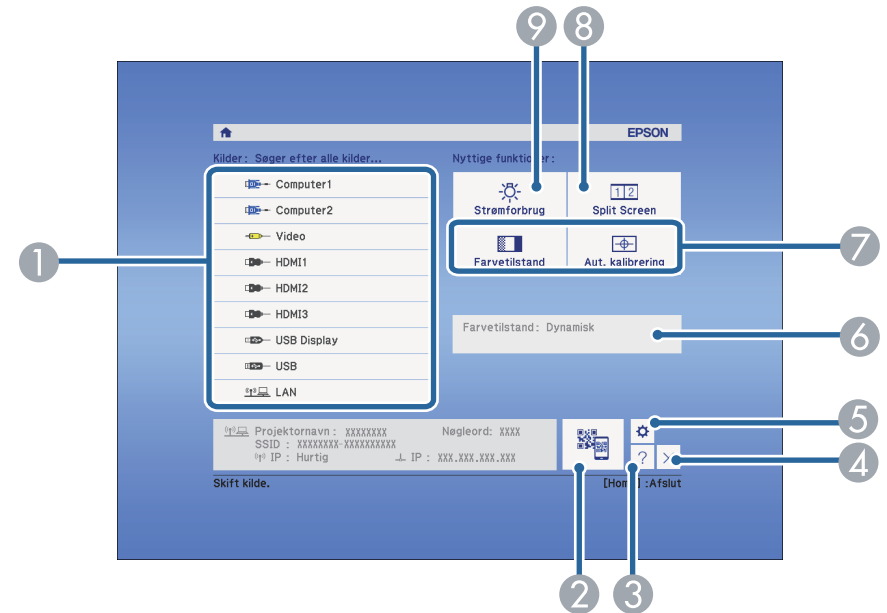 9 8
EPSON
Kilder: Søger efter alle kilder...
Nyttige funktioner:
Computer1
Computer2
Video
HDMI1
HDMI2
HDMI3
USB Display
USB
LAN
1
Strømforbrug
1 2
Split Screen
Farvetilstand
Aut. kalibrering
7
Farvetilstand: Dynamisk
6
Projektornavn: XXXXXXXX
Nøgleord: XXXX
SSID : XXXXXXXX-XXXXXXXXXX
IP : Hurtig
IP : XXX.XXX.XXX.XXX
5
? >
4
Skift kilde.
[Home] :Afslut
2 3